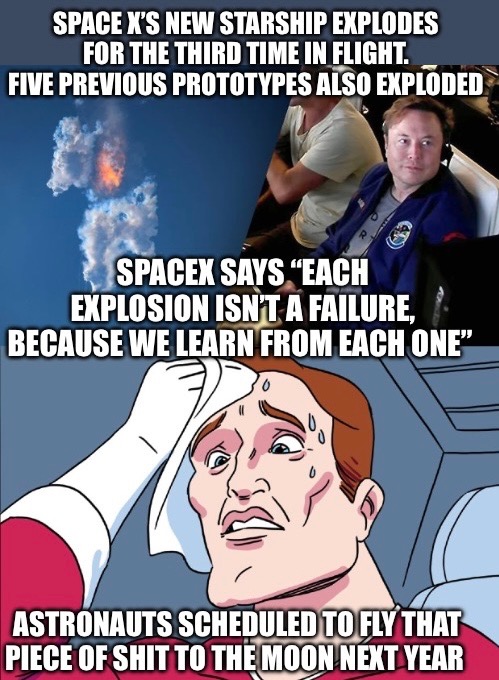 SPACE X'S NEW STARSHIP EXPLODES
FOR THE THIRD TIME IN FLIGHT.
FIVE PREVIOUS PROTOTYPES ALSO EXPLODED
SPACEX SAYS “EACH
EXPLOSION ISN'T A FAILURE,
BECAUSE WE LEARN FROM EACH ONE”
ASTRONAUTS SCHEDULED TO FLY THAT
PIECE OF SHIT TO THE MOON NEXT YEAR